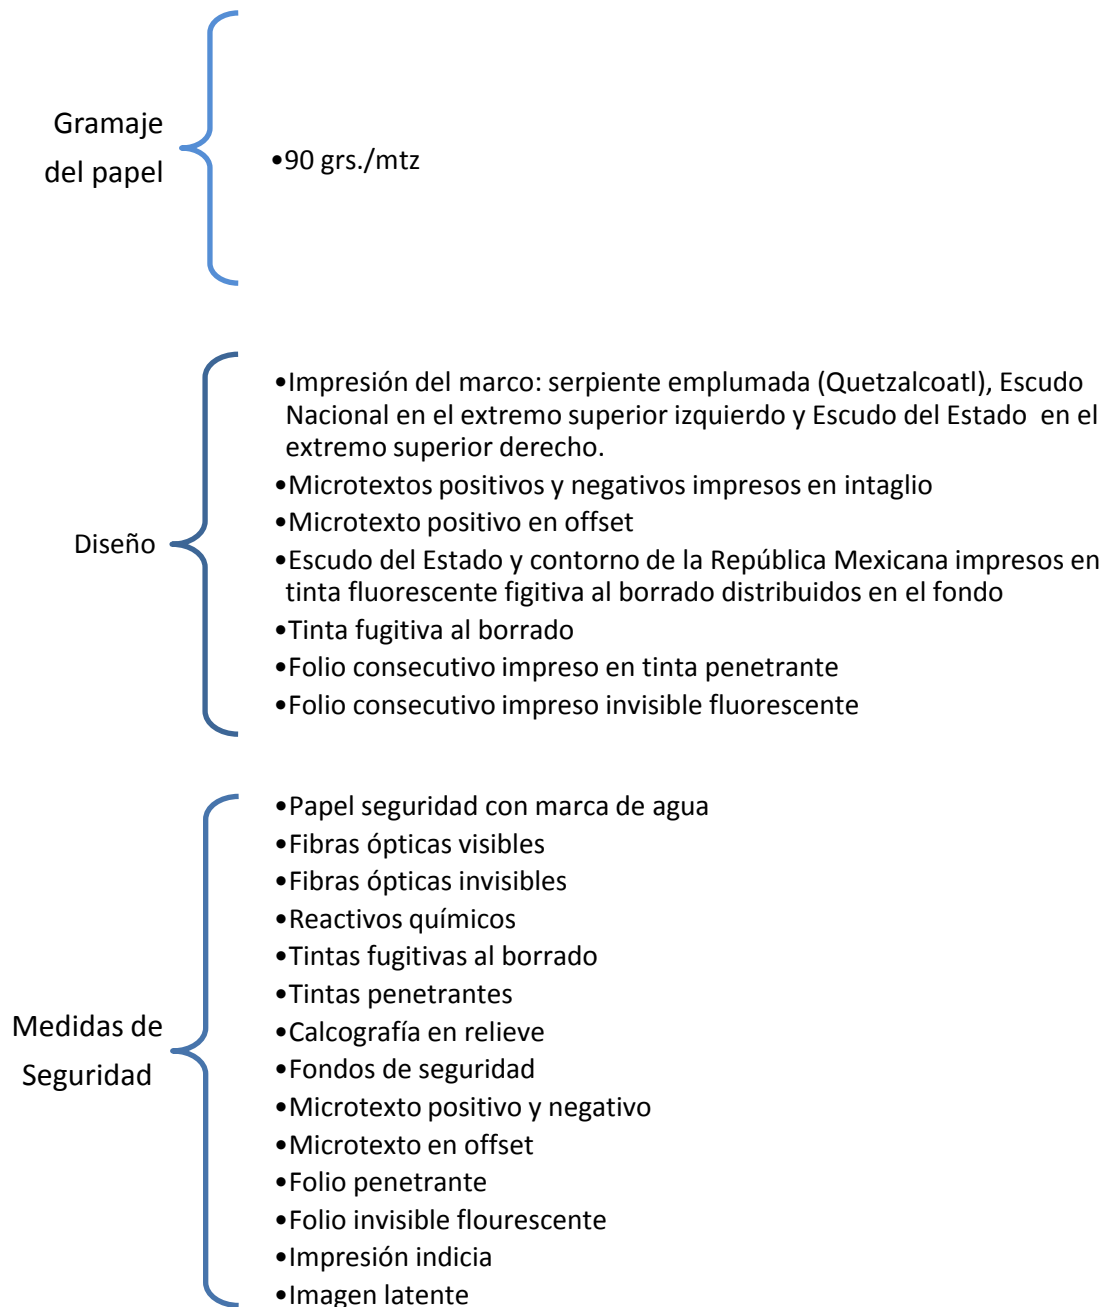 Gramaje
del papel
•90 grs./mtz
Diseño
•Impresión del marco: serpiente emplumada (Quetzalcoatl), Escudo
Nacional en el extremo superior izquierdo y Escudo del Estado en el
extremo superior derecho.
•Microtextos positivos y negativos impresos en intaglio
•Microtexto positivo en offset
•Escudo del Estado y contorno de la República Mexicana impresos en
tinta fluorescente figitiva al borrado distribuidos en el fondo
•Tinta fugitiva al borrado
•Folio consecutivo impreso en tinta penetrante
•Folio consecutivo impreso invisible fluorescente
Medidas de
Seguridad
•Papel seguridad con marca de agua
•Fibras ópticas visibles
•Fibras ópticas invisibles
•Reactivos químicos
•Tintas fugitivas al borrado
•Tintas penetrantes
•Calcografía en relieve
•Fondos de seguridad
•Microtexto positivo y negativo
•Microtexto en offset
•Folio penetrante
•Folio invisible flourescente
•Impresión indicia
•Imagen latente